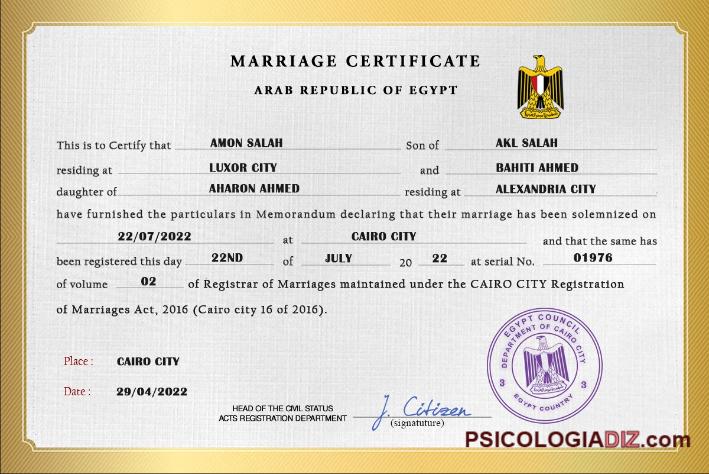 MARRIAGE CERTIFICATE
ARAB REPUBLIC OF EGYPT
This is to Certify that AMON SALAH Son of AKL SALAH
residing at LUXOR CITY and BAHITI AHMED
daughter of AHARON AHMED residing at ALEXANDRIA CITY
have furnished the particulars in Memorandum declaring that their marriage has been solemnized on
22/07/2022 at CAIRO CITY and that the same has
been registered this day 22ND of JULY 20 22 at serial No. 01976
of volume 02 of Registrar of Marriages maintained under the CAIRO CITY Registration
of Marriages Act, 2016 (Cairo city 16 of 2016).
EGYPT COUNCIL
DEPARTMENT OF CAIRO CITY
3 3
EGYPT COUNTRY
Place : CAIRO CITY
Date : 29/04/2022
HEAD OF THE CIVIL STATUS
ACTS REGISTRATION DEPARTMENT J. Citizen
(signatuture)
PSICOLOGIADIZ.com